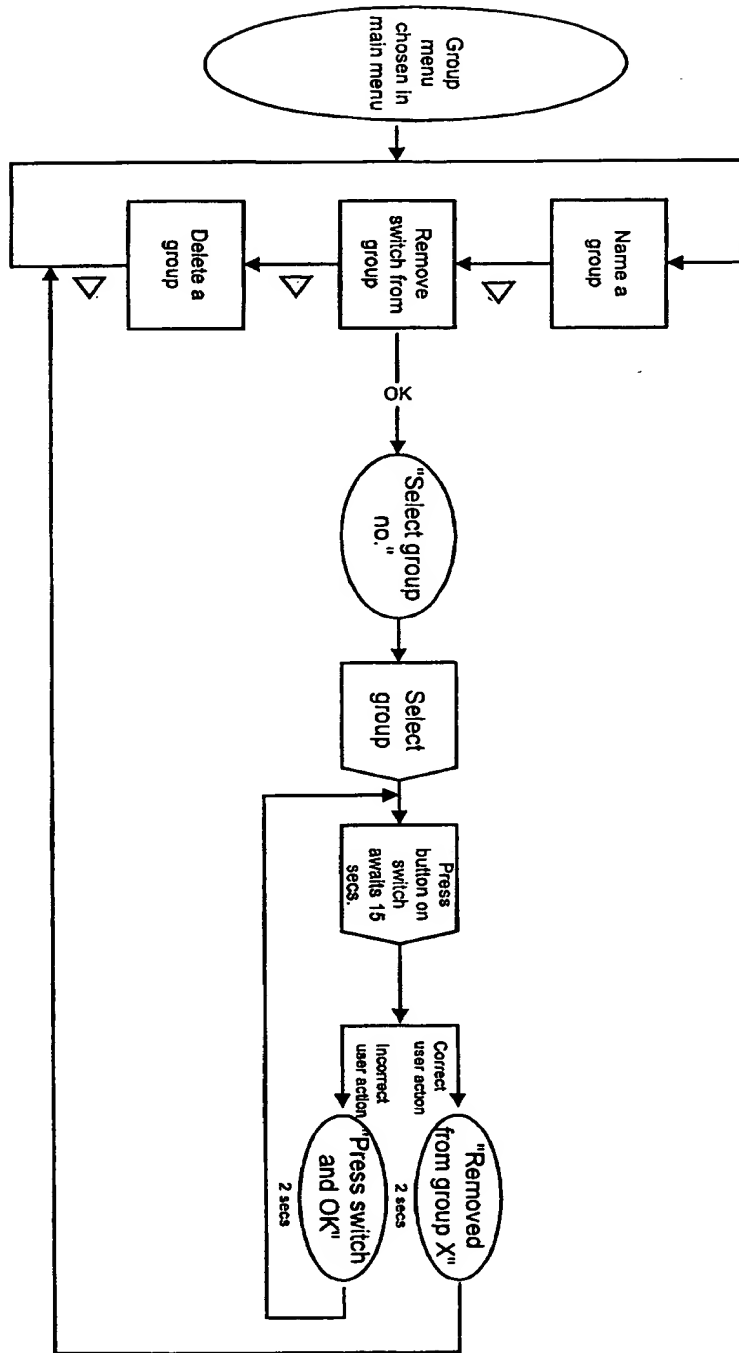 Group
menu
chosen in
main menu
Name a
group
Remove
switch from
group
Delete a
group
OK
"Select group
no."
Select
group
Press
button on
switch
awaits 15
secs.
Correct
user action
Incorrect
user action
"Removed
from group X"
2 secs
"Press switch
and OK"
2 secs